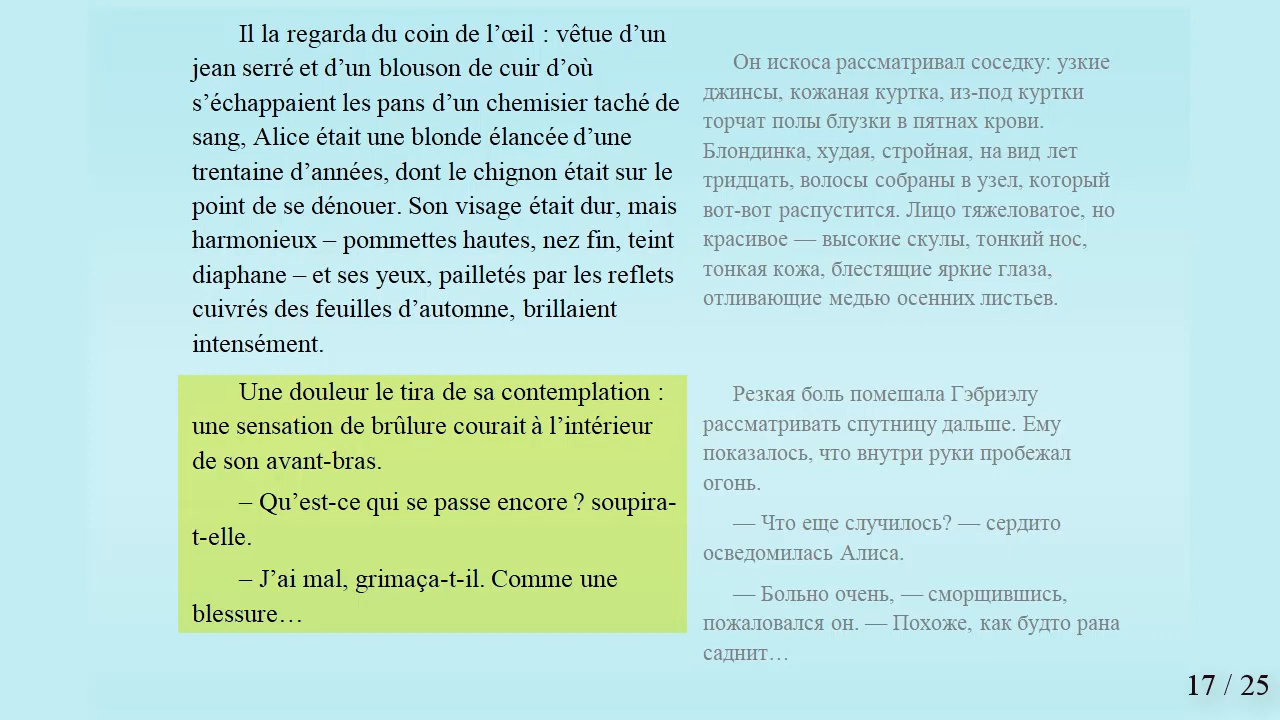 Il la regarda du coin de l’œil : vêtue d’un
jean serré et d’un blouson de cuir d’où
s’échappaient les pans d’un chemisier taché de
sang, Alice était une blonde élancée d’une
trentaine d’années, dont le chignon était sur le
point de se dénouer. Son visage était dur, mais
harmonieux – pommettes hautes, nez fin, teint
diaphane – et ses yeux, pailletés par les reflets
cuivrés des feuilles d’automne, brillaient
intensément.
Он искоса рассматривал соседку: узкие
джинсы, кожаная куртка, из-под куртки
торчат полы блузки в пятнах крови.
Блондинка, худая, стройная, на вид лет
тридцать, волосы собраны в узел, который
вот-вот распустится. Лицо тяжеловатое, но
красивое — высокие скулы, тонкий нос,
тонкая кожа, блестящие яркие глаза,
отливающие медью осенних листьев.
Une douleur le tira de sa contemplation :
une sensation de brûlure courait à l’intérieur
de son avant-bras.
– Qu’est-ce qui se passe encore ? soupira-
t-elle.
– J’ai mal, grimaça-t-il. Comme une
blessure…
Резкая боль помешала Гэбриэлу
рассматривать спутницу дальше. Ему
показалось, что внутри руки пробежал
огонь.
— Что еще случилось? — сердито
осведомилась Алиса.
— Больно очень, — сморщившись,
пожаловался он. — Похоже, как будто рана
саднит…
17 / 25